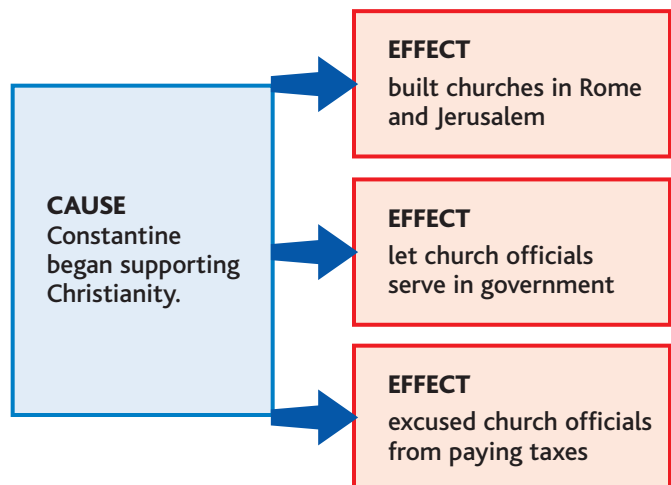 CAUSE
Constantine
began supporting
Christianity.
EFFECT
built churches in Rome
and Jerusalem
EFFECT
let church officials
serve in government
EFFECT
excused church officials
from paying taxes